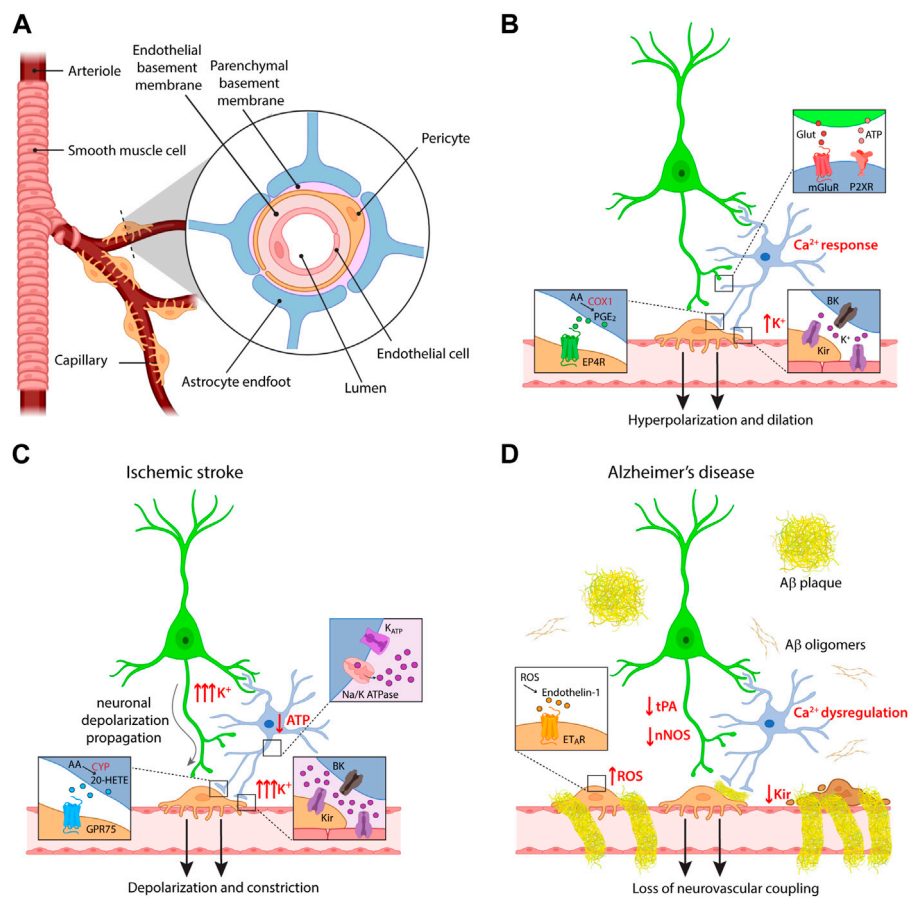 A
Arteriole
Smooth muscle cell
Capillary
Endothelial
basement
membrane
Parenchymal
basement
membrane
Pericyte
Endothelial cell
Lumen
Astrocyte endfoot
B
Glut
ATP
mGluR
P2XR
Ca²⁺ response
AA
COX1
PGE₂
EP4R
↑K⁺
BK
K⁺
Kir
Hyperpolarization and dilation
C
Ischemic stroke
K_ATP
Na/K ATPase
↑↑↑K⁺
neuronal
depolarization
propagation
↓ ATP
AA
CYP
20-HETE
GPR75
↑↑↑K⁺
BK
Kir
Depolarization and constriction
D
Alzheimer's disease
Aβ plaque
Aβ oligomers
ROS
Endothelin-1
ET_AR
↓ tPA
↓ nNOS
Ca²⁺ dysregulation
↑ROS
↓Kir
Loss of neurovascular coupling